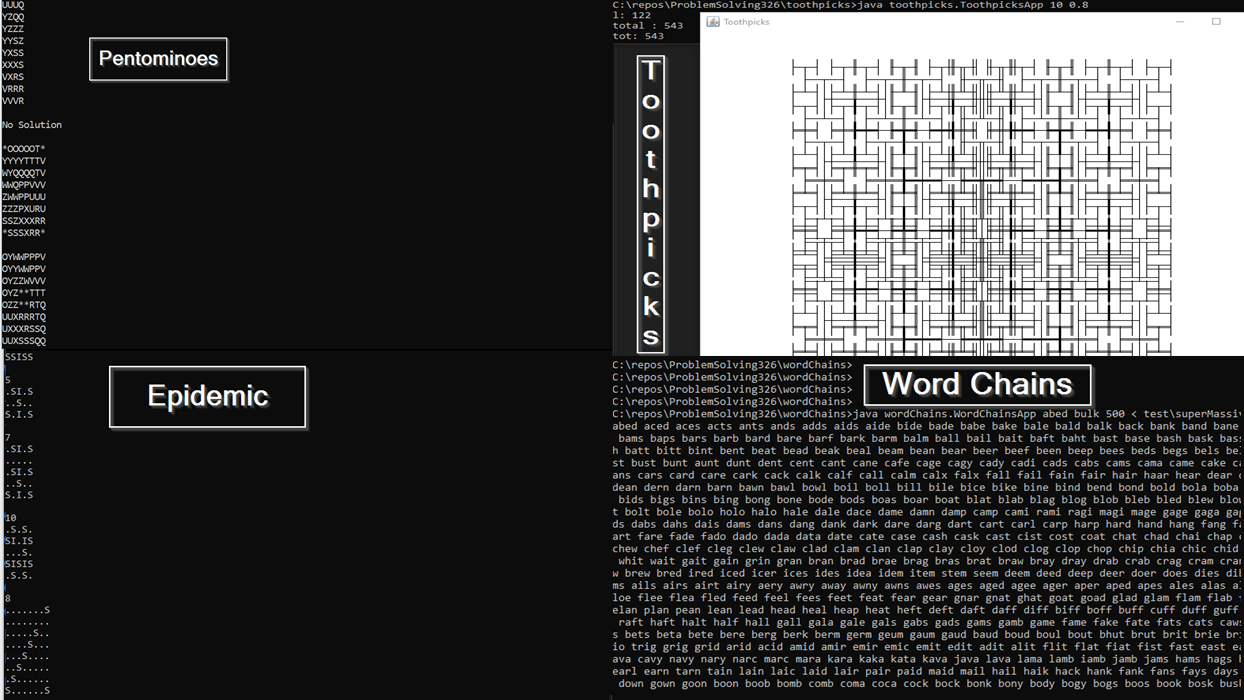 UUUQ
YZQQ
YZZZ
YYSZ
YXSS
XXXS
VXRS
VRRR
VVVR
Pentominoes
No Solution
*OOOOOT*
YYYYTTTV
WYQQQQTV
WWQPPVVV
ZWWPPUUU
ZZZPXURU
SSZXXXRR
*SSSXRR*
OYWWPPPV
OYYWWPPV
OYZZWVVV
OYZ**TTT
OZZ**RTQ
UUXRRRTQ
UXXXRSSQ
UUXSSSQQ
C:\repos\ProblemSolving326\toothpicks>java toothpicks.ToothpicksApp 10 0.8
l: 122
total : 543
tot: 543
Toothpicks
Toothpicks
SSISS
5
.SI.S
..S..
S.I.S
7
.SI.S
.....
.SI.S
..S..
S.I.S
10
.S.S.
SI.IS
...S.
SISIS
.S.S.
8
.......S
........
.....S..
....S...
...S....
..S.....
.S......
S......S
Epidemic
C:\repos\ProblemSolving326\wordChains>
C:\repos\ProblemSolving326\wordChains>
C:\repos\ProblemSolving326\wordChains>
C:\repos\ProblemSolving326\wordChains>
Word Chains
C:\repos\ProblemSolving326\wordChains>java wordChains.WordChainsApp abed bulk 500 < test\superMassiv
abed aced aces acts ants ands adds aids aide bide bade babe bake bale bald balk back bank band bane
bams baps bars barb bard bare barf bark barm balm ball bail bait baft baht bast base bash bask bas
h batt bitt bint bent beat bead beak beal beam bean bear beer beef been beep bees beds begs bels be
st bust bunt aunt dunt dent cent cant cane cafe cage cagy cady cadi cads cabs cams cama came cake ca
ans cars card care cark cack calk calf call calm calx falx fall fail fain fair hair haar hear dear
dean dern darn barn bawn bawl bowl boil boll bill bile bice bike bine bind bend bond bold bola boba
bids bigs bins bing bong bone bode bods boas boar boat blat blab blag blog blob bleb bled blew blo
t bolt bole bolo holo halo hale dale dace dame damn damp camp cami rami ragi magi mage gage gaga gap
ds dabs dahs dais dams dans dang dank dark dare darg dart cart carl carp harp hard hand hang fang fa
art fare fade fado dado dada data date cate case cash cask cast cist cost coat chat chad chai chap
chew chef clef cleg clew claw clad clam clan clap clay cloy clod clog clop chop chip chia chic chid
whit wait gait gain grin gran bran brad brae brag bras brat braw bray dray drab crab crag cram cra
w brew bred ired iced icer ices ides idea idem item stem seem deem deed deep deer doer does dies di
ms ails airs airt airy aery awry away awny awns awes ages aged agee ager aper aped apes ales alas a
loe flee flea fled feed feel fees feet feat fear gear gnar gnat ghat goat goad glad glam flam flab
elan plan pean lean lead head heal heap heat heft deft daft daff diff biff boff buff cuff duff guff
raft haft halt half hall gall gala gale gals gabs gads gams gamb game fame fake fate fats cats caw
s bets beta bete bere berg berk berm germ geum gaum gaud baud boud boul bout bhut brut brit brie br
io trig grig grid arid acid amid amir emir emic emit edit adit alit flit flat fiat fist fast east ea
ava cavy navy nary narc marc mara kara kaka kata kava java lava lama lamb iamb jamb jams hams hags
earl earn tarn tain lain laic laid lair pair paid maid mail hail haik hack hank fank fans fays days
down gown goon boon boob bomb comb coma coca cock bock bonk bony body bogy bogs boos book bosk bus